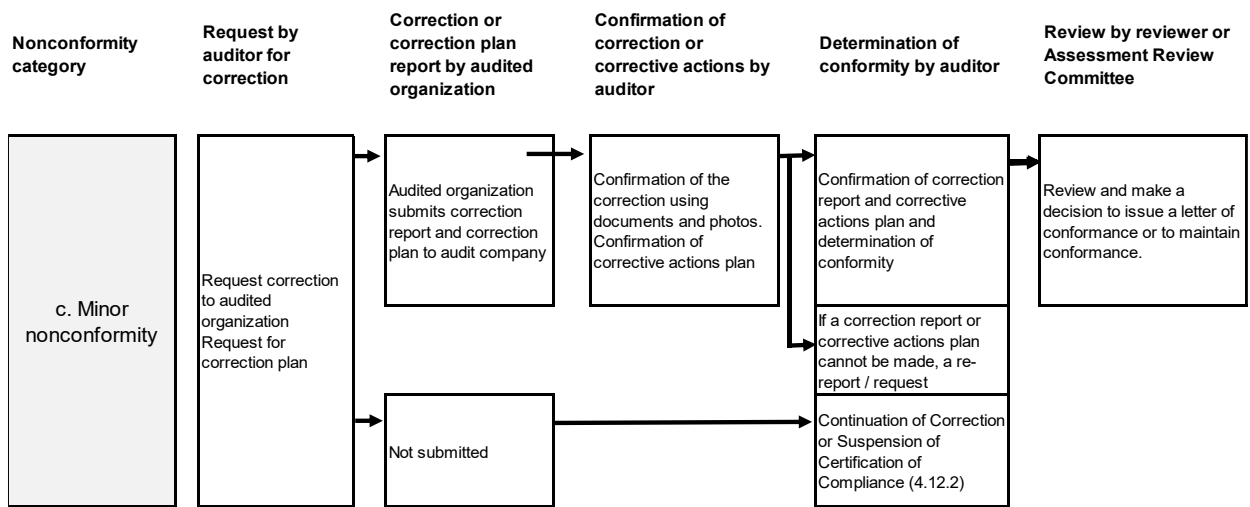 Nonconformity
category
Request by
auditor for
correction
Correction or
correction plan
report by audited
organization
Confirmation of
correction or
corrective actions by
auditor
Determination of
conformity by auditor
Review by reviewer or
Assessment Review
Committee
c. Minor
nonconformity
Request correction
to audited
organization
Request for
correction plan
Audited organization
submits correction
report and correction
plan to audit company
Confirmation of the
correction using
documents and photos.
Confirmation of
corrective actions plan
Confirmation of correction
report and corrective
actions plan and
determination of
conformity
Review and make a
decision to issue a letter of
conformance or to maintain
conformance.
If a correction report or
corrective actions plan
cannot be made, a re-
report / request
Not submitted
Continuation of Correction
or Suspension of
Certification of
Compliance (4.12.2)